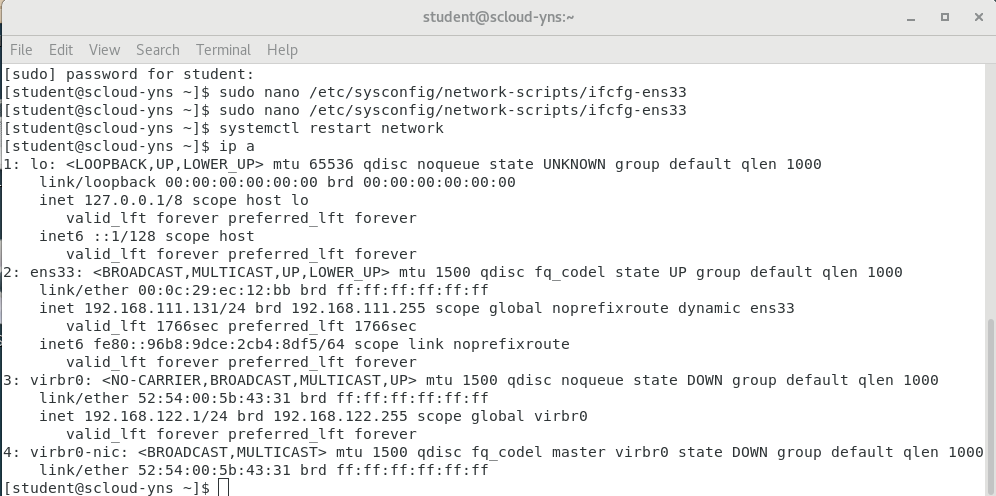 student@scloud-yns:~
File Edit View Search Terminal Help
[sudo] password for student:
[student@scloud-yns ~]$ sudo nano /etc/sysconfig/network-scripts/ifcfg-ens33
[student@scloud-yns ~]$ sudo nano /etc/sysconfig/network-scripts/ifcfg-ens33
[student@scloud-yns ~]$ systemctl restart network
[student@scloud-yns ~]$ ip a
1: lo: <LOOPBACK,UP,LOWER_UP> mtu 65536 qdisc noqueue state UNKNOWN group default qlen 1000
    link/loopback 00:00:00:00:00:00 brd 00:00:00:00:00:00
    inet 127.0.0.1/8 scope host lo
       valid_lft forever preferred_lft forever
    inet6 ::1/128 scope host
       valid_lft forever preferred_lft forever
2: ens33: <BROADCAST,MULTICAST,UP,LOWER_UP> mtu 1500 qdisc fq_codel state UP group default qlen 1000
    link/ether 00:0c:29:ec:12:bb brd ff:ff:ff:ff:ff:ff
    inet 192.168.111.131/24 brd 192.168.111.255 scope global noprefixroute dynamic ens33
       valid_lft 1766sec preferred_lft 1766sec
    inet6 fe80::96b8:9dce:2cb4:8df5/64 scope link noprefixroute
       valid_lft forever preferred_lft forever
3: virbr0: <NO-CARRIER,BROADCAST,MULTICAST,UP> mtu 1500 qdisc noqueue state DOWN group default qlen 1000
    link/ether 52:54:00:5b:43:31 brd ff:ff:ff:ff:ff:ff
    inet 192.168.122.1/24 brd 192.168.122.255 scope global virbr0
       valid_lft forever preferred_lft forever
4: virbr0-nic: <BROADCAST,MULTICAST> mtu 1500 qdisc fq_codel master virbr0 state DOWN group default qlen 1000
    link/ether 52:54:00:5b:43:31 brd ff:ff:ff:ff:ff:ff
[student@scloud-yns ~]$